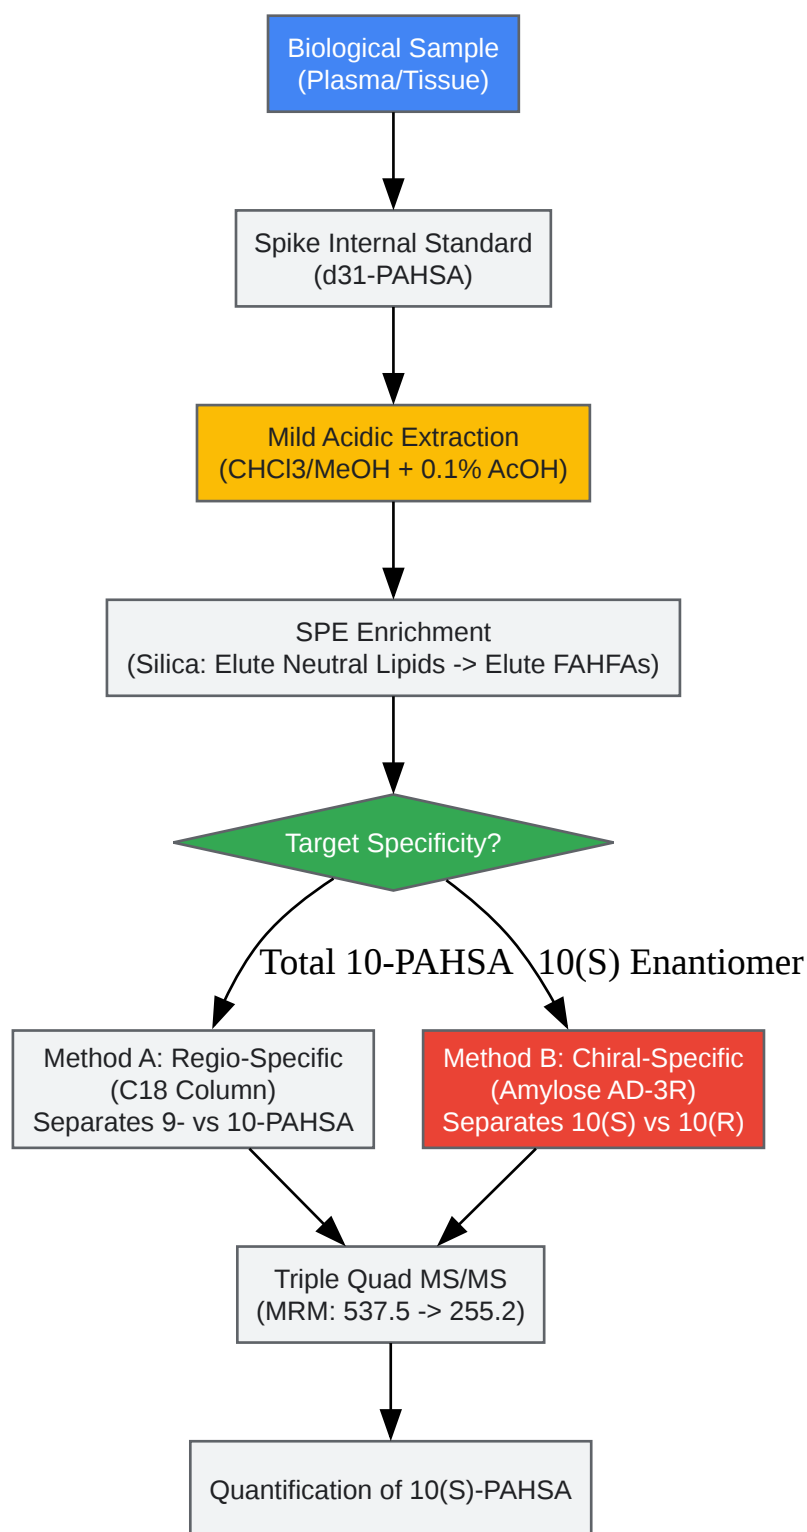 Biological Sample
(Plasma/Tissue)
Spike Internal Standard
(d31-PAHSA)
Mild Acidic Extraction
(CHCl3/MeOH + 0.1% AcOH)
SPE Enrichment
(Silica: Elute Neutral Lipids -> Elute FAHFAs)
Target Specificity?
Total 10-PAHSA
10(S) Enantiomer
Method A: Regio-Specific
(C18 Column)
Separates 9- vs 10-PAHSA
Method B: Chiral-Specific
(Amylose AD-3R)
Separates 10(S) vs 10(R)
Triple Quad MS/MS
(MRM: 537.5 -> 255.2)
Quantification of 10(S)-PAHSA